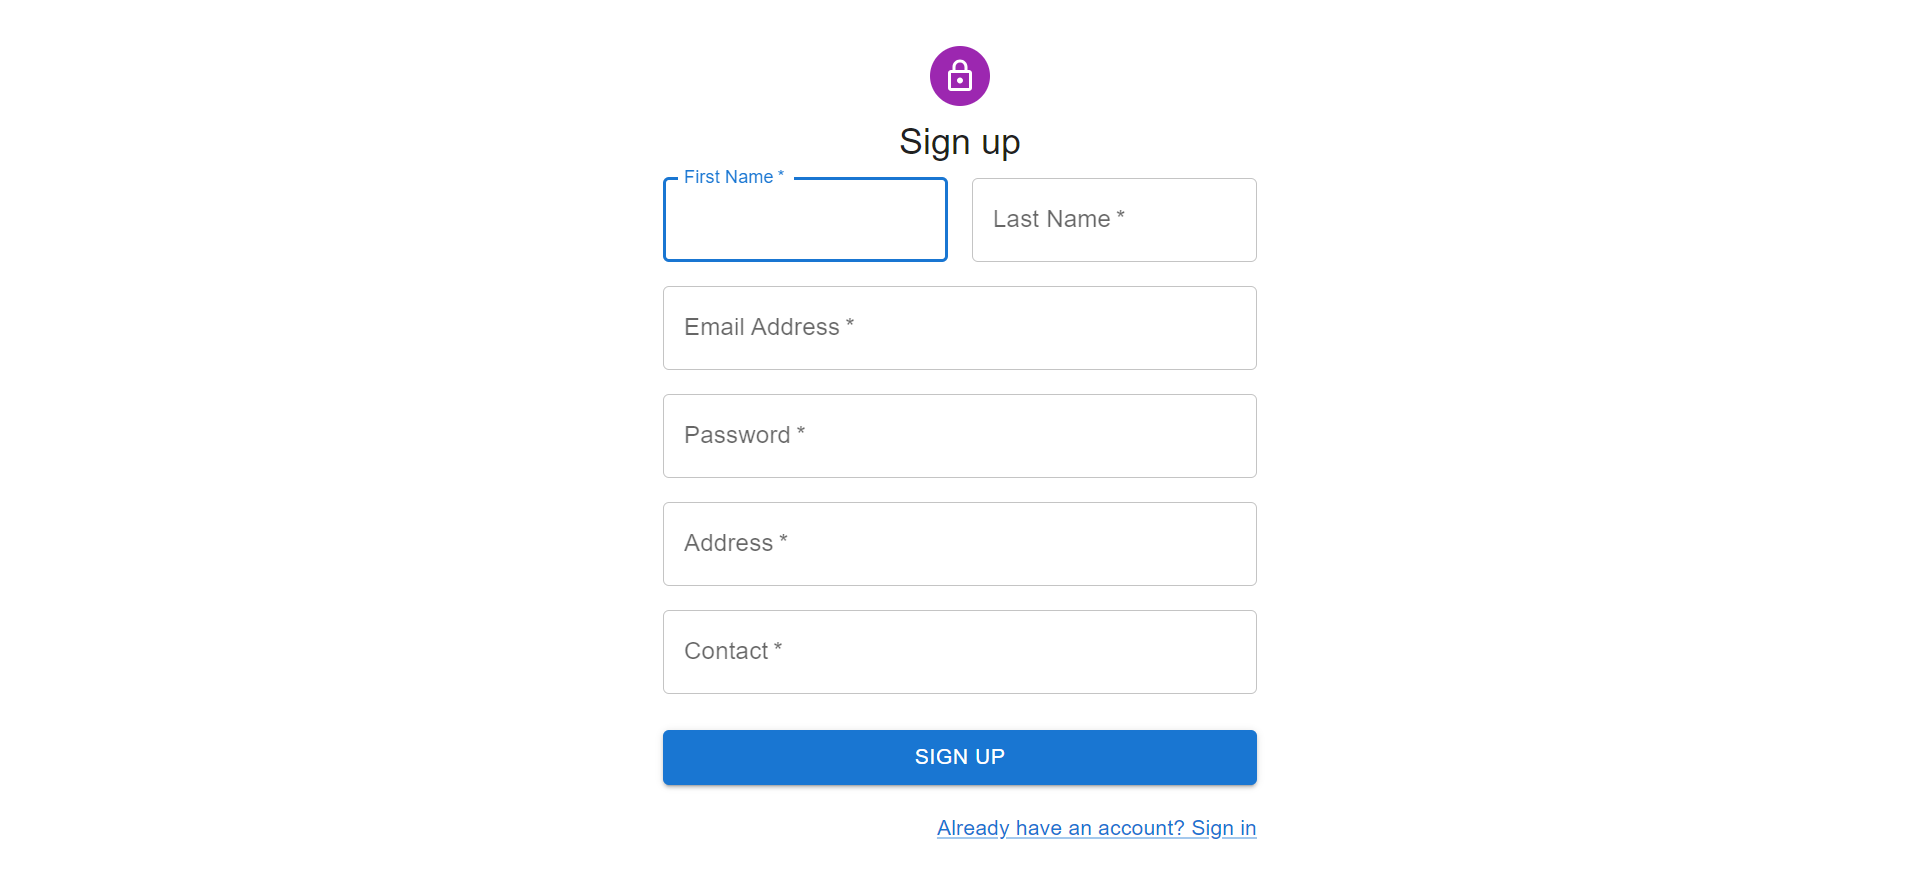 Sign up
First Name *
Last Name *
Email Address *
Password *
Address *
Contact *
SIGN UP
Already have an account? Sign in